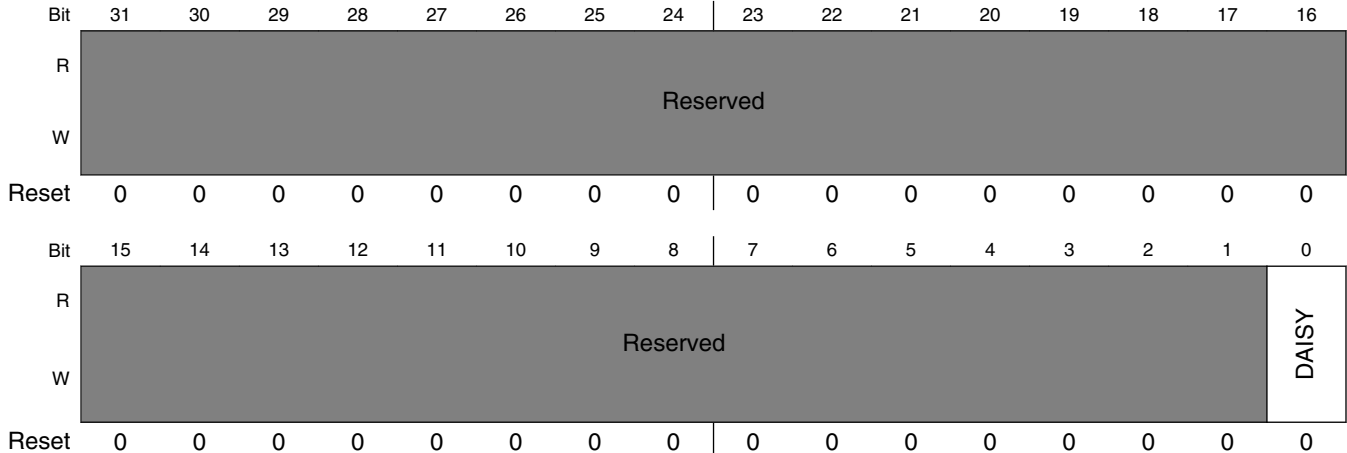 Bit 31 30 29 28 27 26 25 24 23 22 21 20 19 18 17 16
R
Reserved
W
Reset 0 0 0 0 0 0 0 0 0 0 0 0 0 0 0 0
Bit 15 14 13 12 11 10 9 8 7 6 5 4 3 2 1 0
R
Reserved
DAISY
W
Reset 0 0 0 0 0 0 0 0 0 0 0 0 0 0 0 0